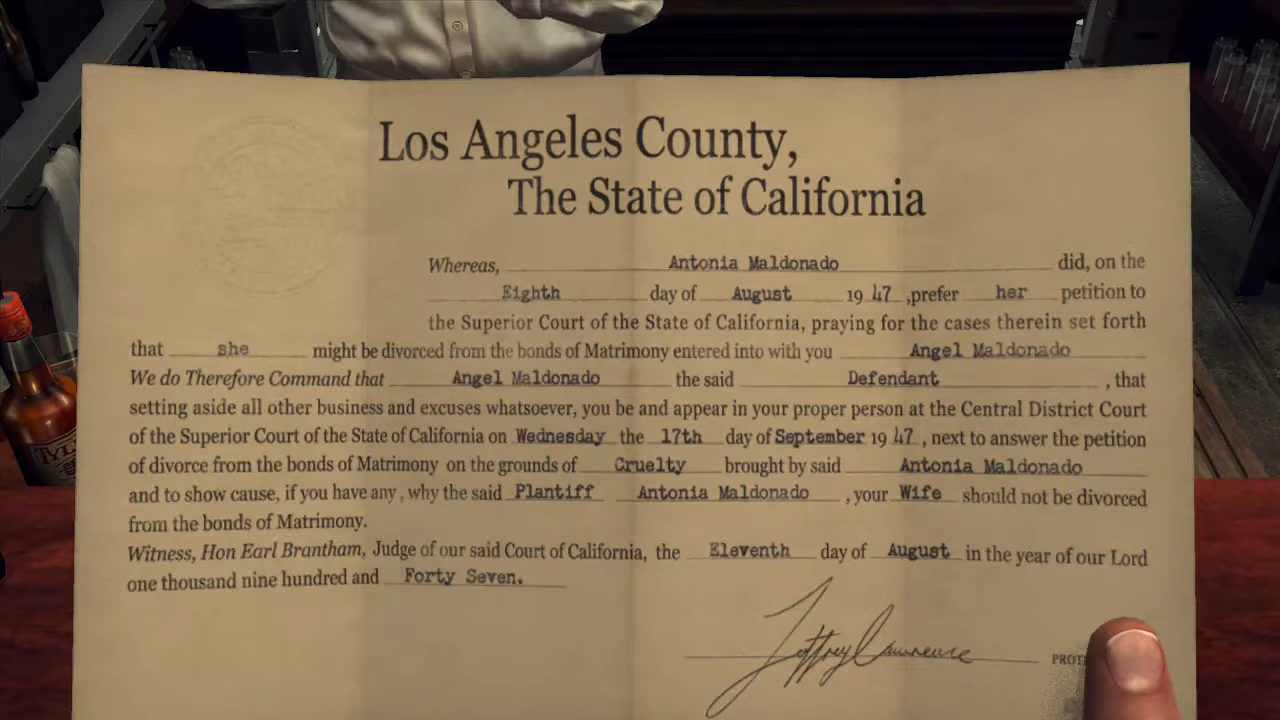 Los Angeles County,
The State of California
Whereas, Antonia Maldonado did, on the
Eighth day of August 19 47 ,prefer her petition to
the Superior Court of the State of California, praying for the cases therein set forth
that she might be divorced from the bonds of Matrimony entered into with you Angel Maldonado
We do Therefore Command that Angel Maldonado the said Defendant , that
setting aside all other business and excuses whatsoever, you be and appear in your proper person at the Central District Court
of the Superior Court of the State of California on Wednesday the 17th day of September 19 47 , next to answer the petition
of divorce from the bonds of Matrimony on the grounds of Cruelty brought by said Antonia Maldonado
and to show cause, if you have any , why the said Plantiff Antonia Maldonado , your Wife should not be divorced
from the bonds of Matrimony.
Witness, Hon Earl Brantham, Judge of our said Court of California, the Eleventh day of August in the year of our Lord
one thousand nine hundred and Forty Seven.
Jeffrey Lawrence